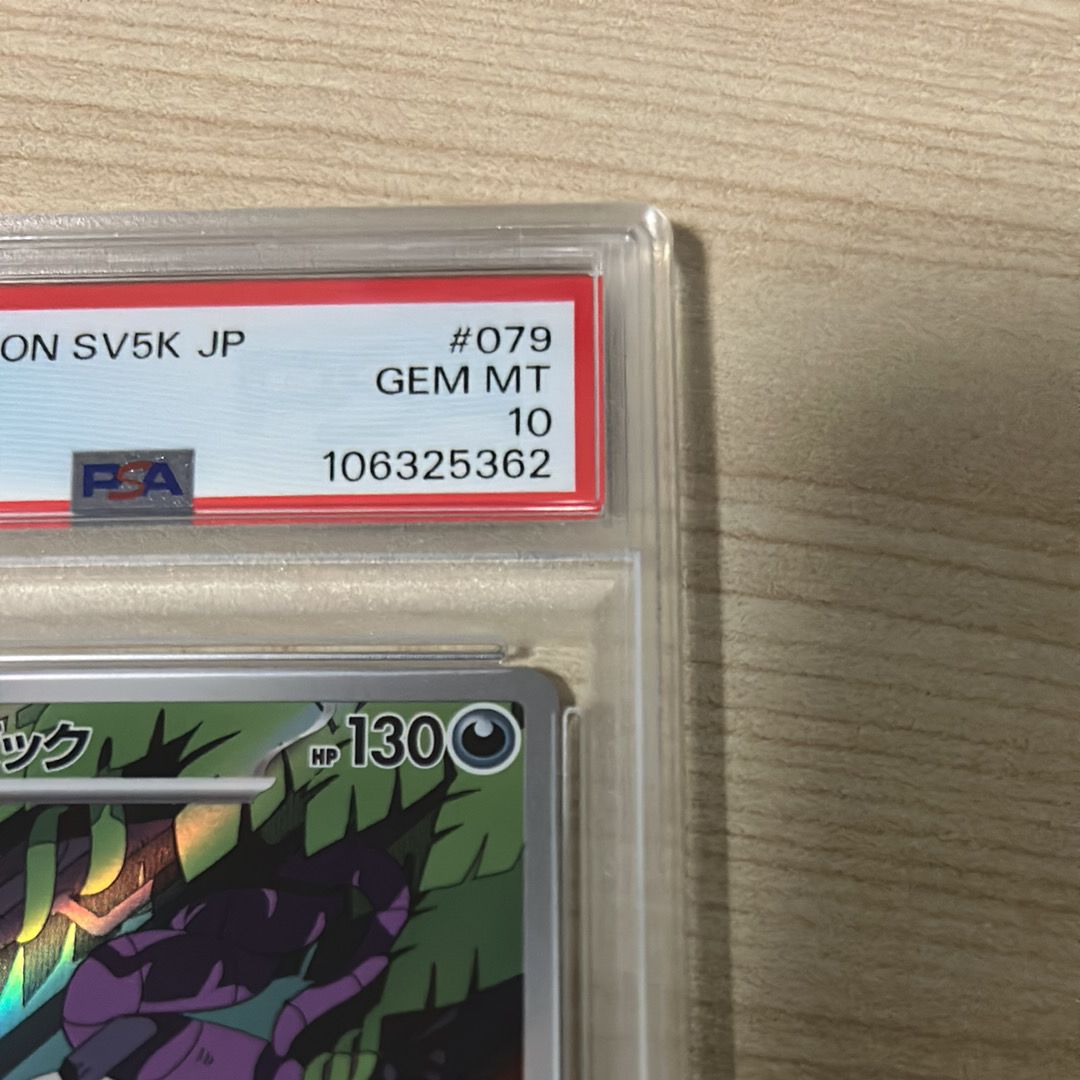 ON SV5K JP #079
GEM MT
10
PSA 106325362
ック HP 130